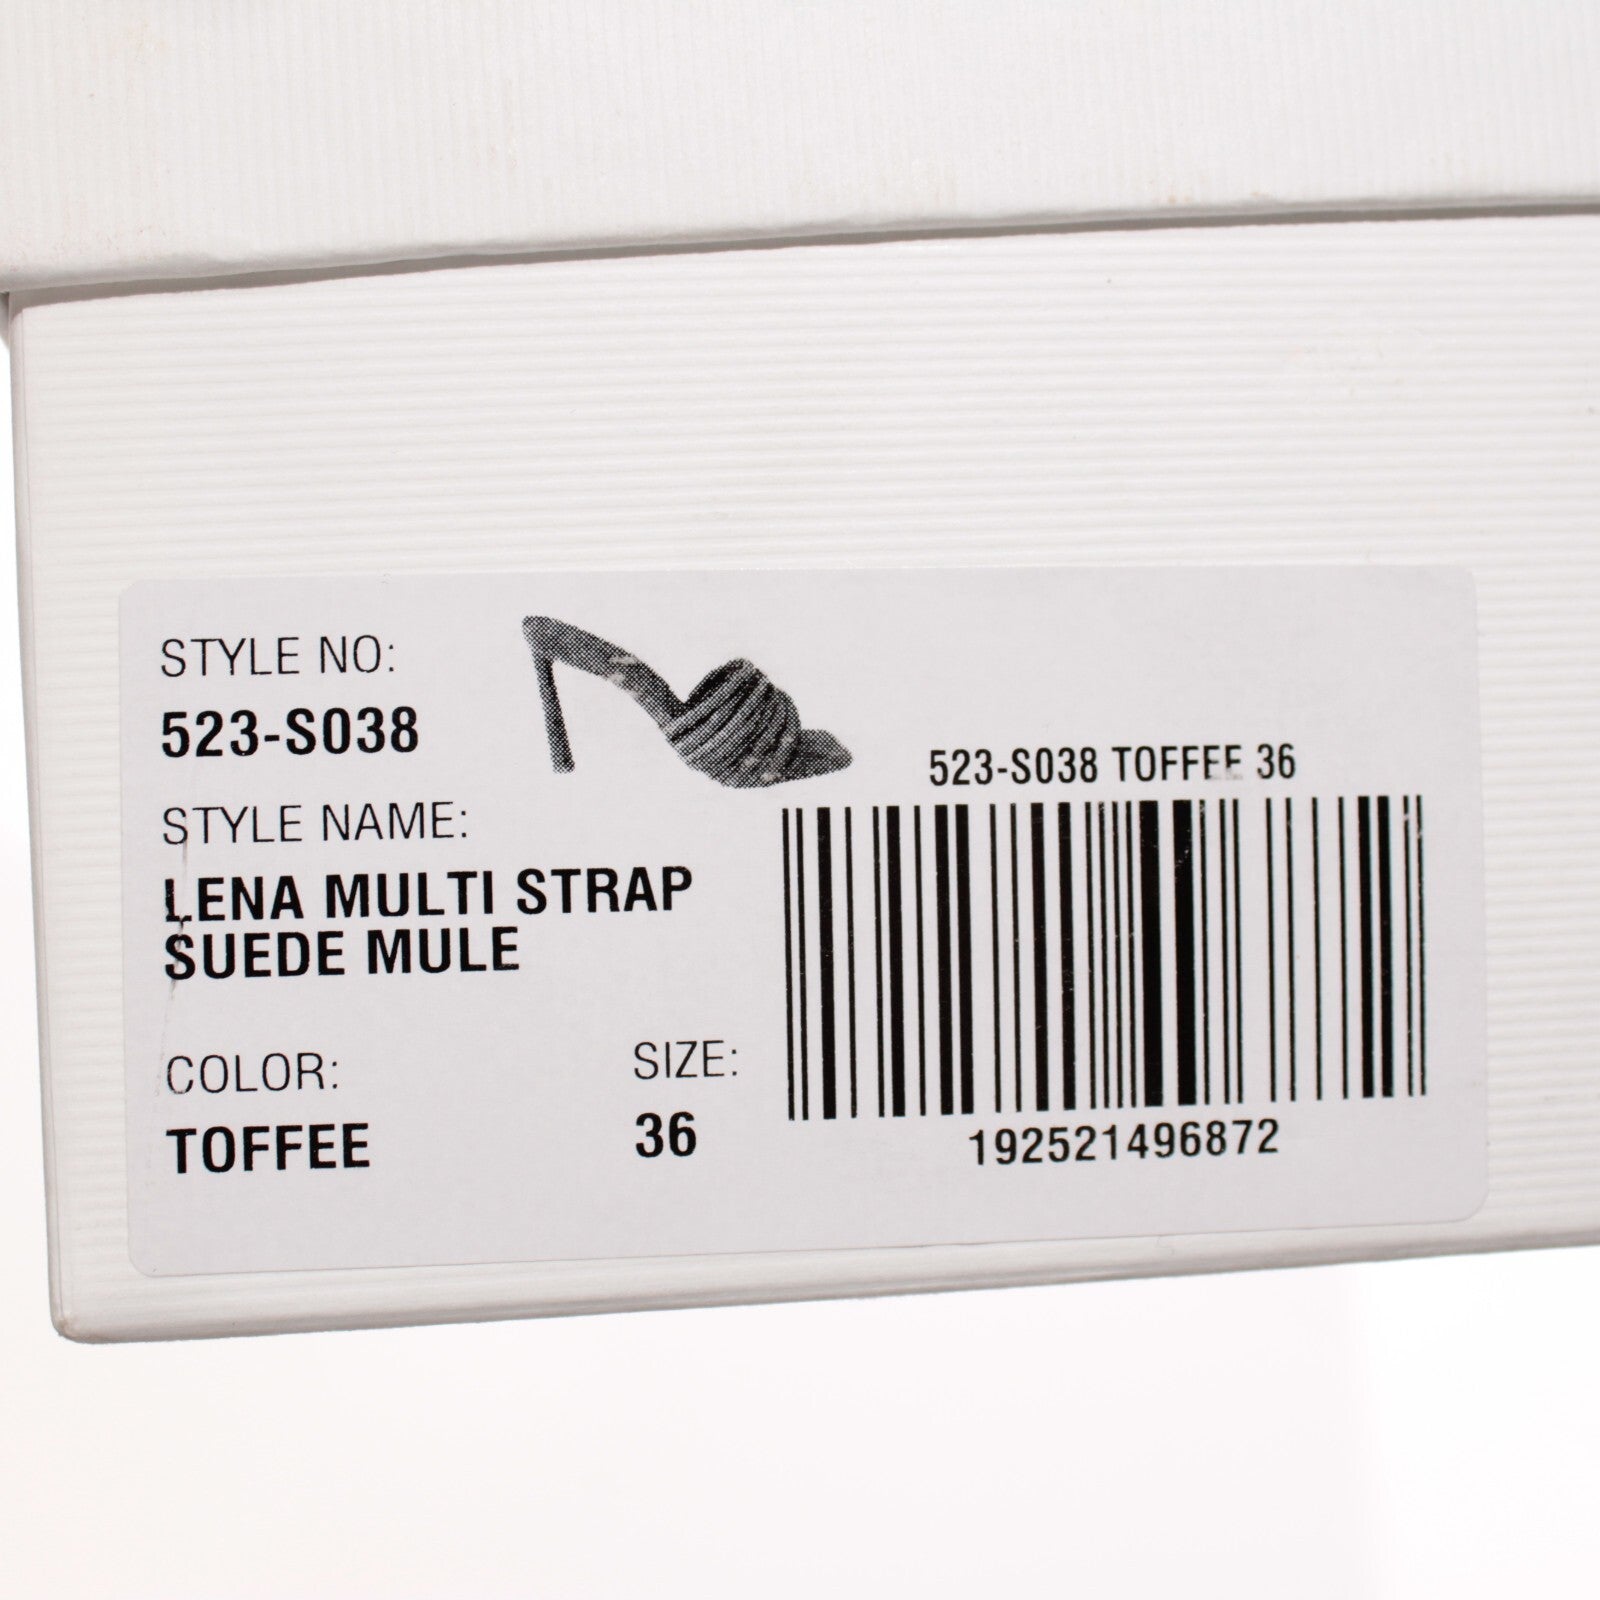 STYLE NO:
523-S038
STYLE NAME:
LENA MULTI STRAP
SUEDE MULE
COLOR:
TOFFEE
SIZE:
36
523-S038 TOFFEE 36
192521496872